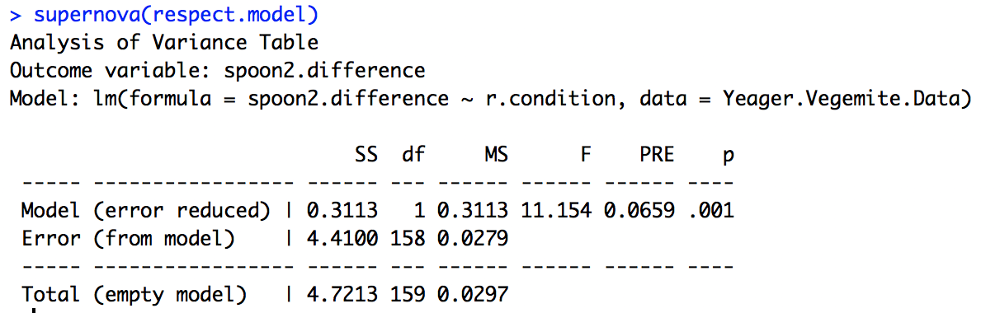 > supernova(respect.model)
Analysis of Variance Table
Outcome variable: spoon2.difference
Model: lm(formula = spoon2.difference ~ r.condition, data = Yeager.Vegemite.Data)
                               SS  df     MS      F    PRE    p
 ----- ----------------- ------ --- ------ ------ ------ ----
 Model (error reduced) | 0.3113   1 0.3113 11.154 0.0659 .001
 Error (from model)    | 4.4100 158 0.0279
 ----- ----------------- ------ --- ------ ------ ------ ----
 Total (empty model)   | 4.7213 159 0.0297